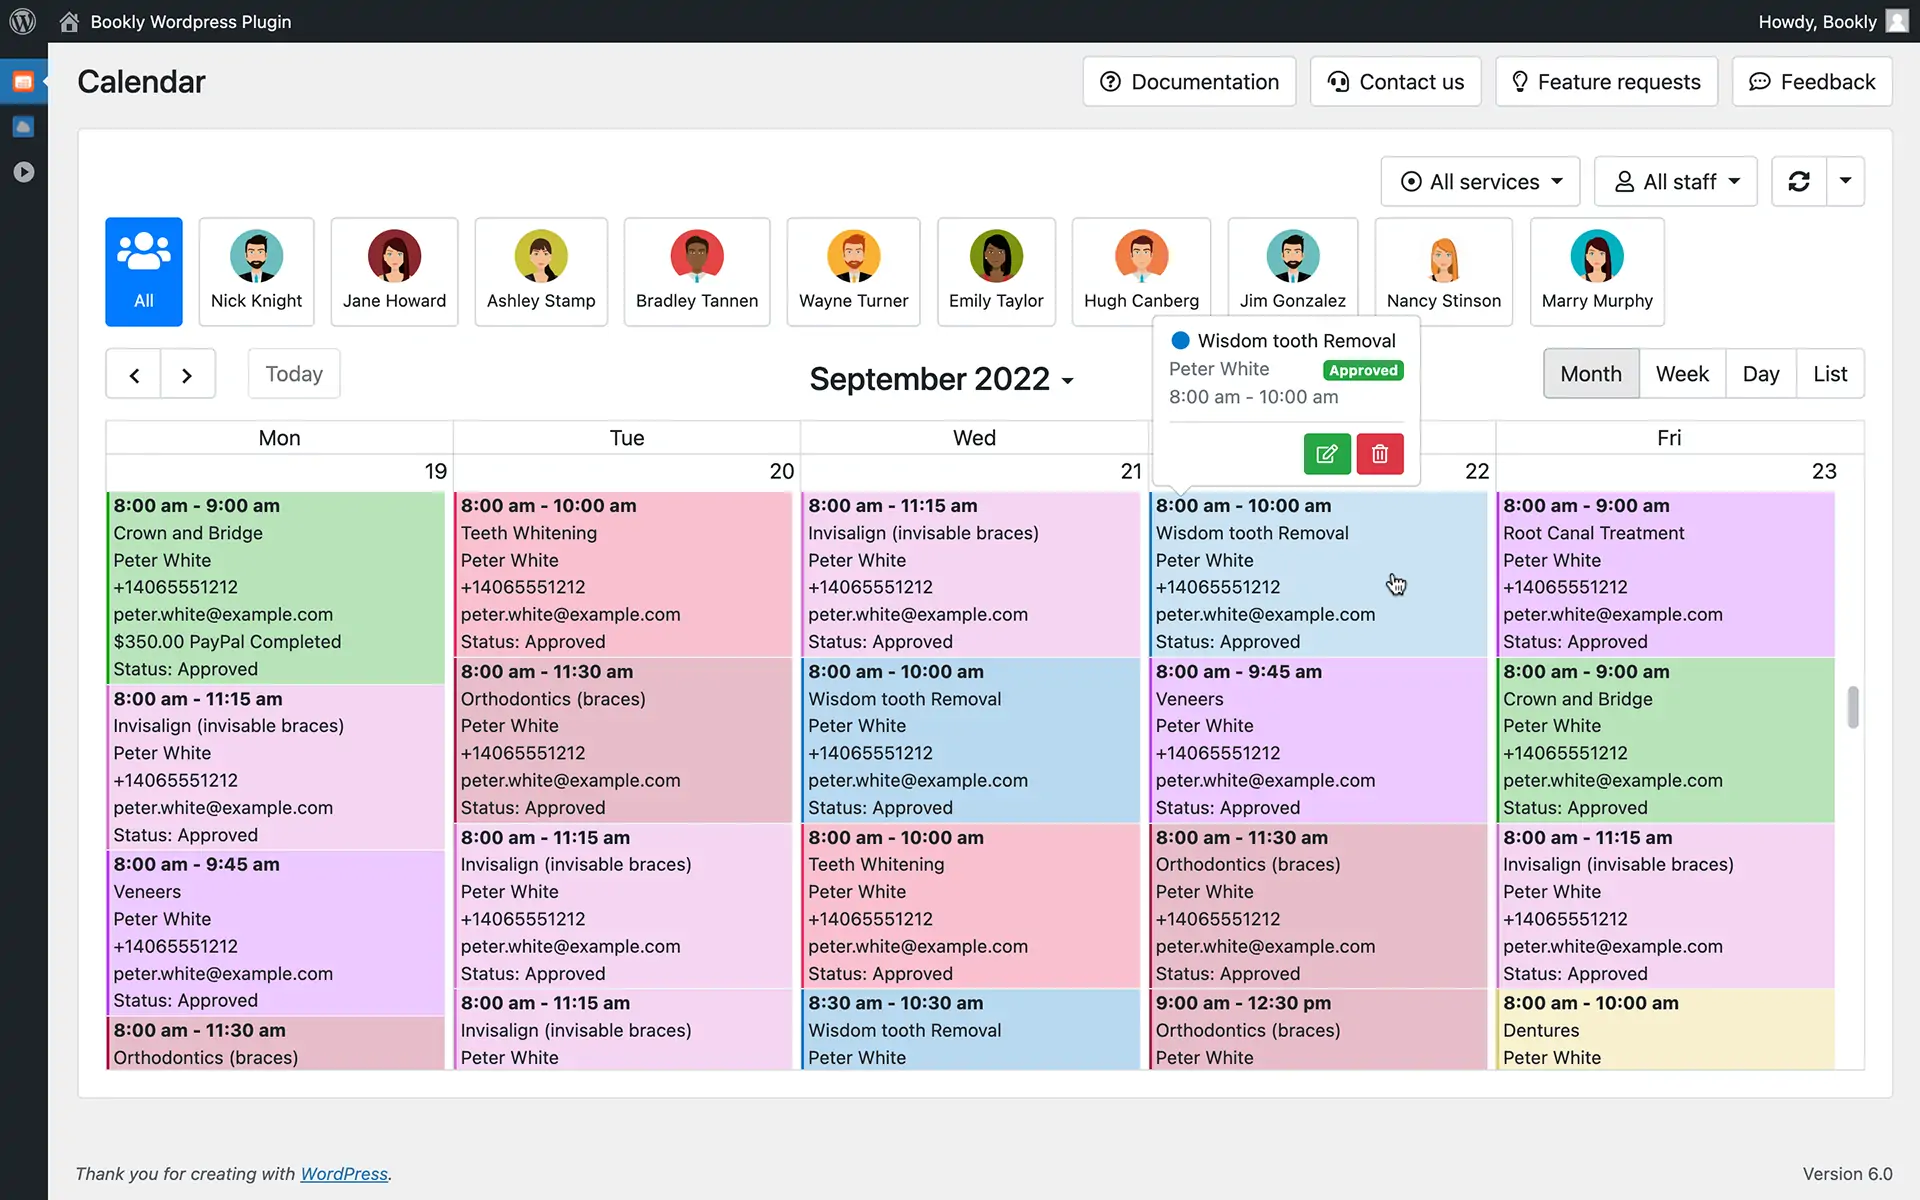 Bookly Wordpress Plugin
Howdy, Bookly
Calendar
Documentation
Contact us
Feature requests
Feedback
All services
All staff
All
Nick Knight
Jane Howard
Ashley Stamp
Bradley Tannen
Wayne Turner
Emily Taylor
Hugh Canberg
Jim Gonzalez
Nancy Stinson
Marry Murphy
Today
September 2022
Month
Week
Day
List
Wisdom tooth Removal
Peter White
Approved
8:00 am - 10:00 am
Mon
Tue
Wed
Fri
19
20
21
22
23
8:00 am - 9:00 am
Crown and Bridge
Peter White
+14065551212
peter.white@example.com
$350.00 PayPal Completed
Status: Approved
8:00 am - 11:15 am
Invisalign (invisable braces)
Peter White
+14065551212
peter.white@example.com
Status: Approved
8:00 am - 9:45 am
Veneers
Peter White
+14065551212
peter.white@example.com
Status: Approved
8:00 am - 11:30 am
Orthodontics (braces)
8:00 am - 10:00 am
Teeth Whitening
Peter White
+14065551212
peter.white@example.com
Status: Approved
8:00 am - 11:30 am
Orthodontics (braces)
Peter White
+14065551212
peter.white@example.com
Status: Approved
8:00 am - 11:15 am
Invisalign (invisable braces)
Peter White
+14065551212
peter.white@example.com
Status: Approved
8:00 am - 11:15 am
Invisalign (invisable braces)
Peter White
8:00 am - 11:15 am
Invisalign (invisable braces)
Peter White
+14065551212
peter.white@example.com
Status: Approved
8:00 am - 10:00 am
Wisdom tooth Removal
Peter White
+14065551212
peter.white@example.com
Status: Approved
8:00 am - 10:00 am
Teeth Whitening
Peter White
+14065551212
peter.white@example.com
Status: Approved
8:30 am - 10:30 am
Wisdom tooth Removal
Peter White
8:00 am - 10:00 am
Wisdom tooth Removal
Peter White
+14065551212
peter.white@example.com
Status: Approved
8:00 am - 9:45 am
Veneers
Peter White
+14065551212
peter.white@example.com
Status: Approved
8:00 am - 11:30 am
Orthodontics (braces)
Peter White
+14065551212
peter.white@example.com
Status: Approved
9:00 am - 12:30 pm
Orthodontics (braces)
Peter White
8:00 am - 9:00 am
Root Canal Treatment
Peter White
+14065551212
peter.white@example.com
Status: Approved
8:00 am - 9:00 am
Crown and Bridge
Peter White
+14065551212
peter.white@example.com
Status: Approved
8:00 am - 11:15 am
Invisalign (invisable braces)
Peter White
+14065551212
peter.white@example.com
Status: Approved
8:00 am - 10:00 am
Dentures
Peter White
Thank you for creating with WordPress.
Version 6.0